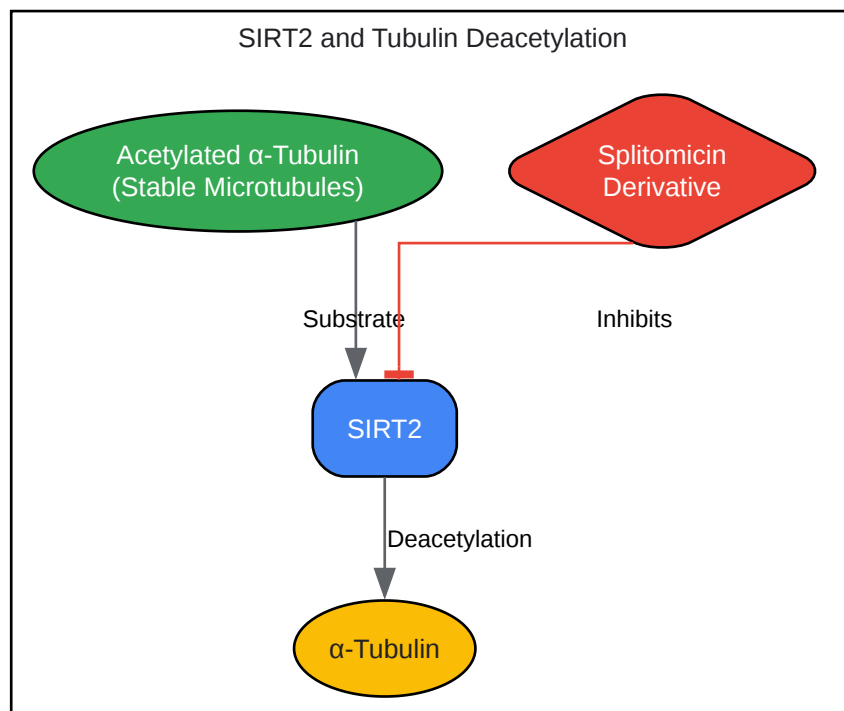 SIRT2 and Tubulin Deacetylation
Acetylated α-Tubulin
(Stable Microtubules)
Splitomicin
Derivative
Substrate
Inhibits
SIRT2
Deacetylation
α-Tubulin